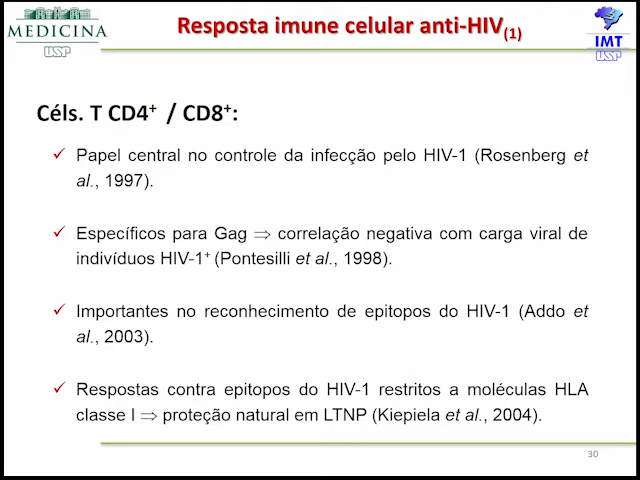 MEDICINA
USP
Resposta imune celular anti-HIV(1)
IMT
USP
Céls. T CD4+ / CD8+:
✓ Papel central no controle da infecção pelo HIV-1 (Rosenberg et
al., 1997).
✓ Específicos para Gag ⇒ correlação negativa com carga viral de
indivíduos HIV-1+ (Pontesilli et al., 1998).
✓ Importantes no reconhecimento de epitopos do HIV-1 (Addo et
al., 2003).
✓ Respostas contra epitopos do HIV-1 restritos a moléculas HLA
classe I ⇒ proteção natural em LTNP (Kiepiela et al., 2004).
30